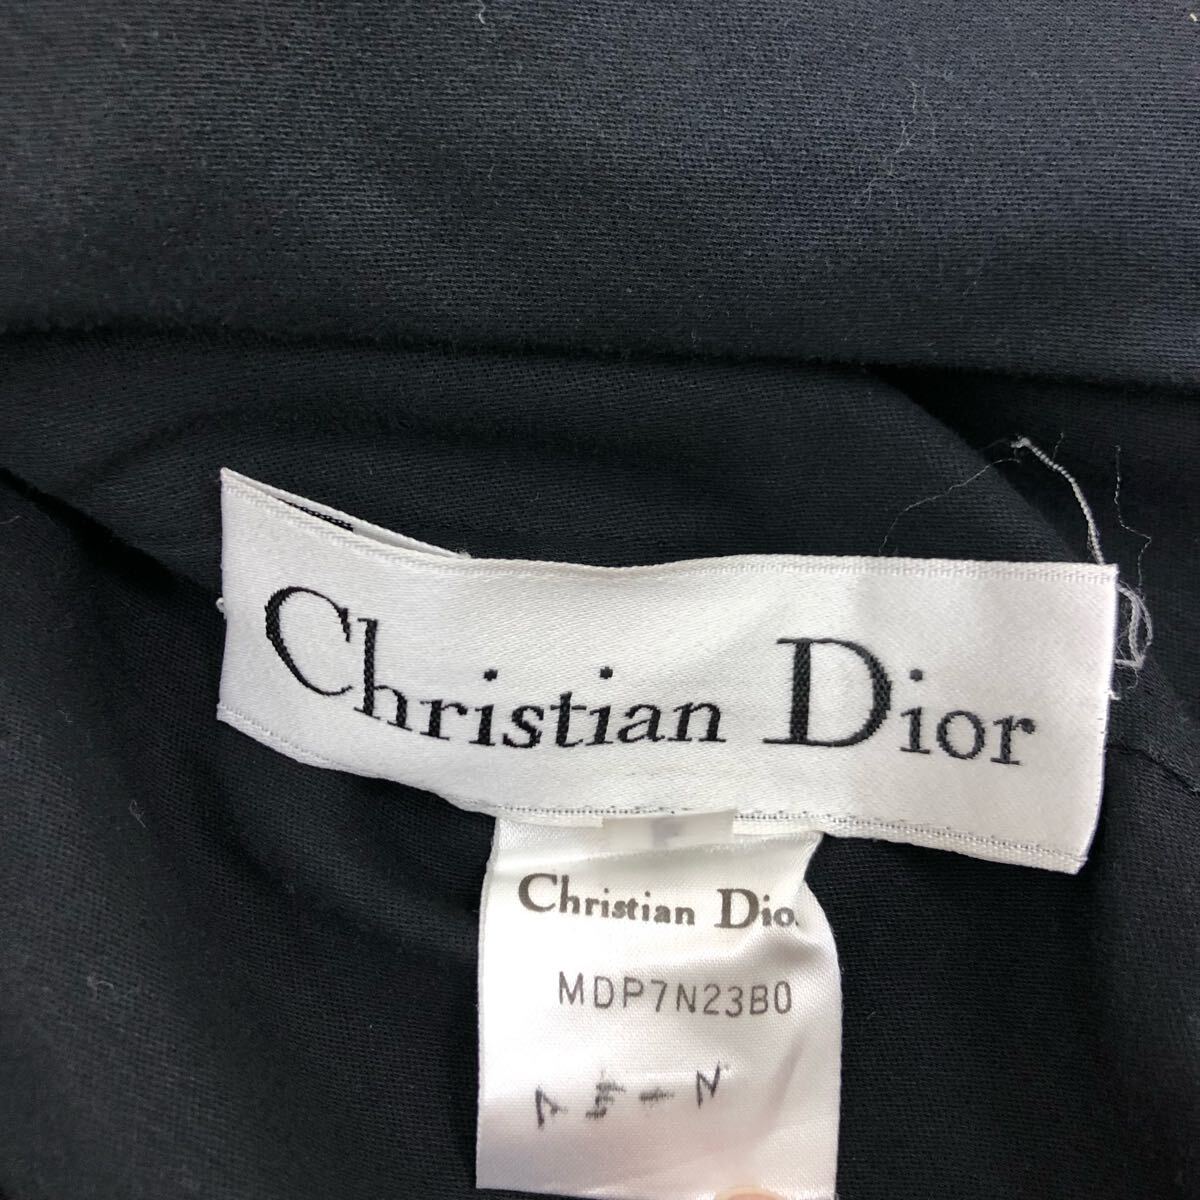 Christian Dior
Christian Dio
MDP7N23B0